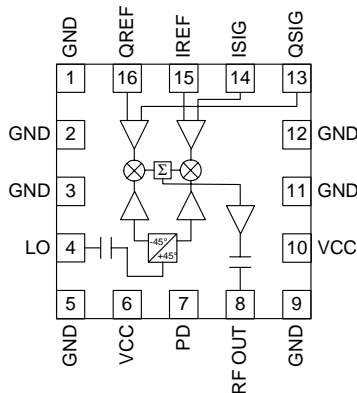 GND
QREF
IREF
ISIG
QSIG
1
16
15
14
13
GND
2
12
GND
Σ
GND
3
11
GND
LO
4
-45°
+45°
10
VCC
5
6
7
8
9
GND
VCC
PD
RF OUT
GND